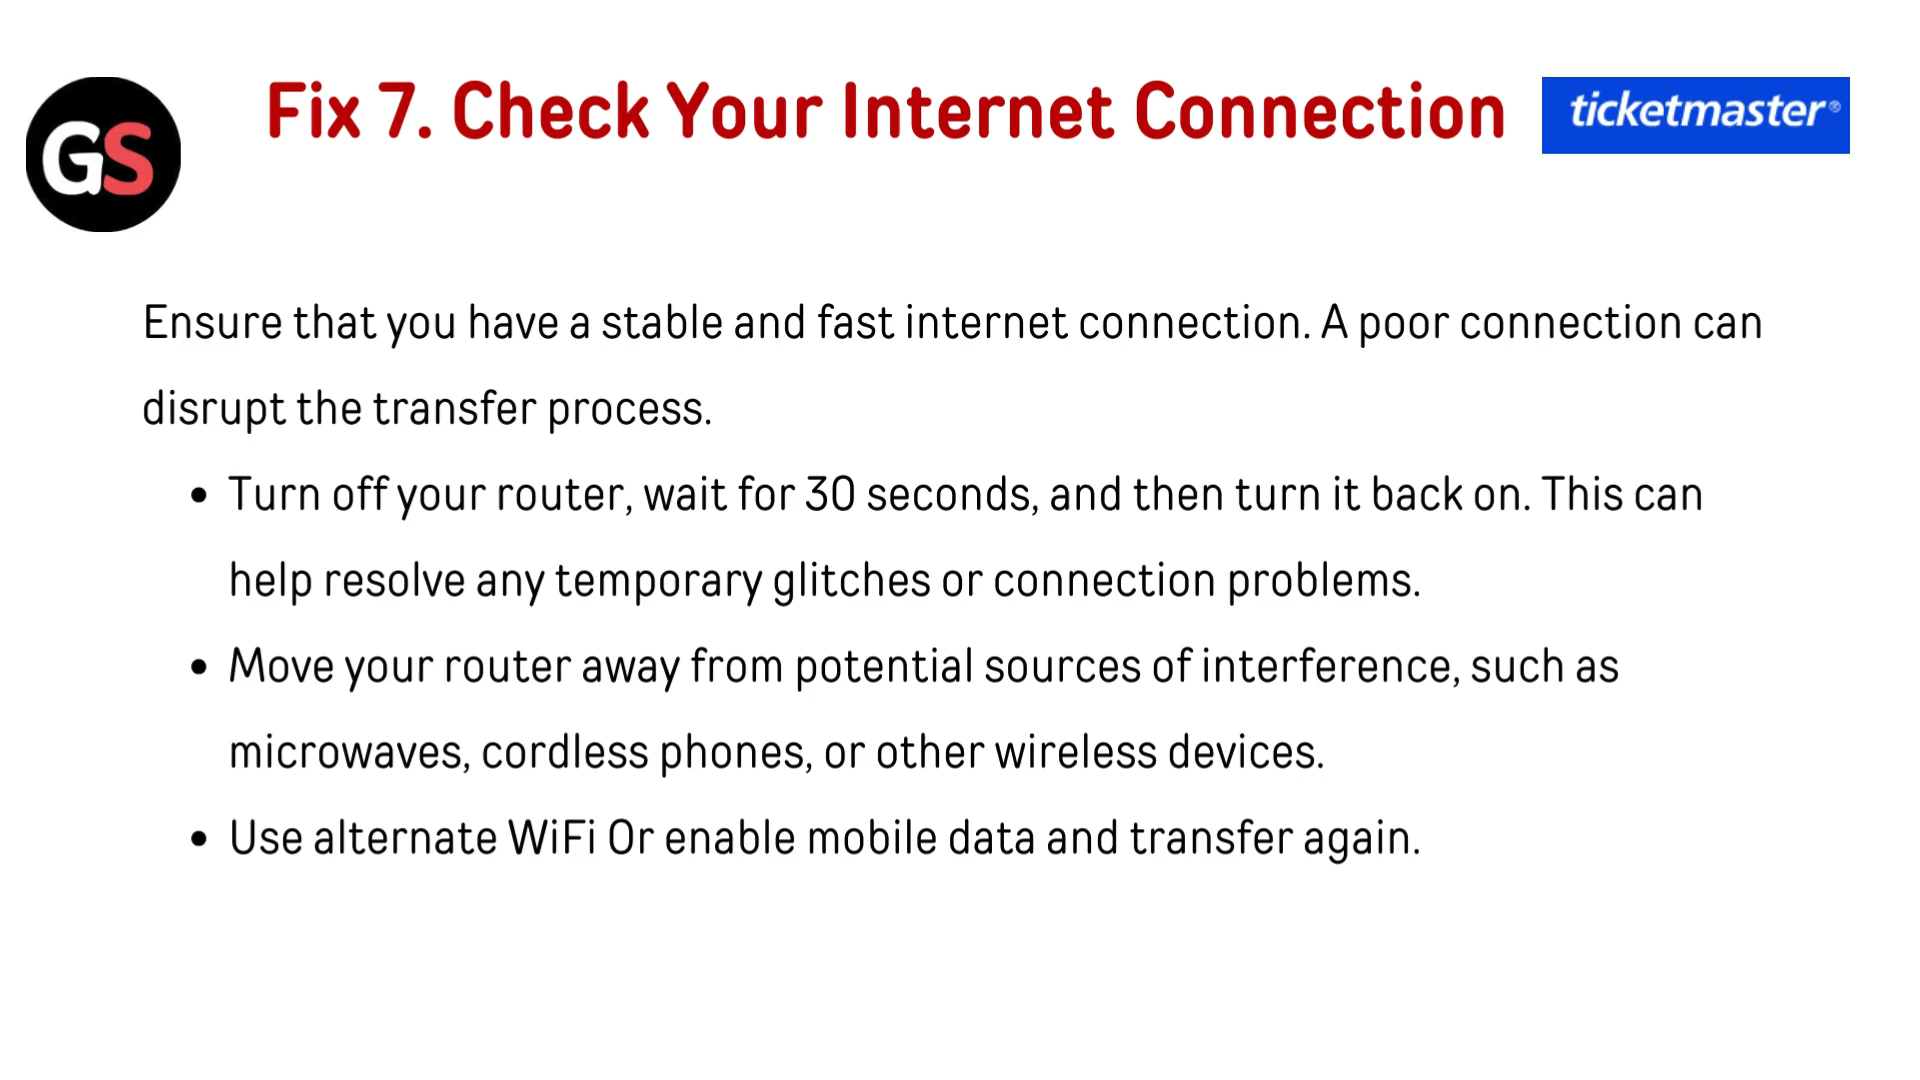 GS
Fix 7. Check Your Internet Connection
ticketmaster®
Ensure that you have a stable and fast internet connection. A poor connection can
disrupt the transfer process.
• Turn off your router, wait for 30 seconds, and then turn it back on. This can
help resolve any temporary glitches or connection problems.
• Move your router away from potential sources of interference, such as
microwaves, cordless phones, or other wireless devices.
• Use alternate WiFi Or enable mobile data and transfer again.